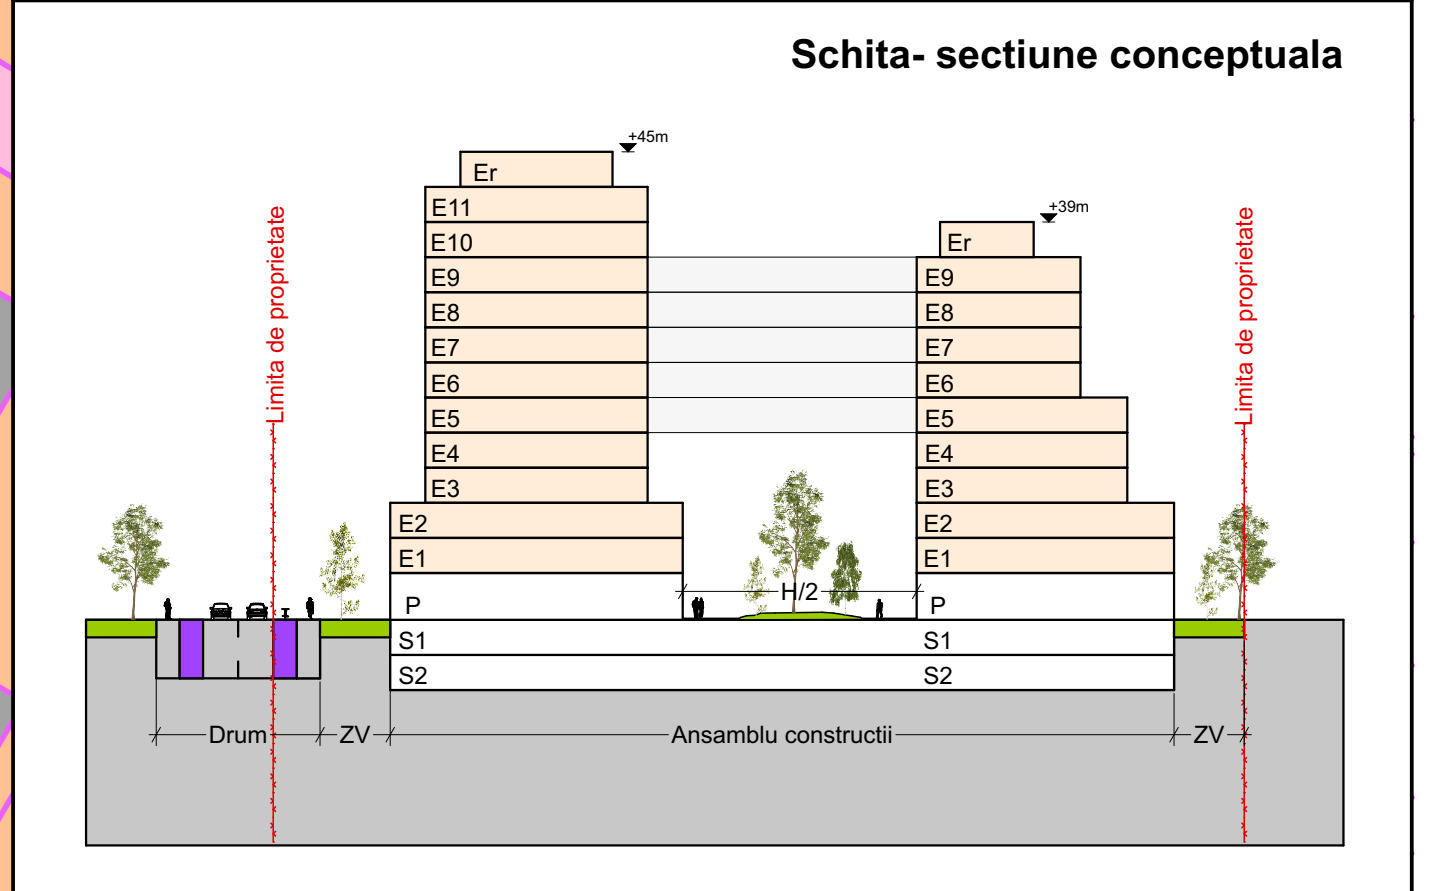 Schita- sectiune conceptuala
+45m
Er
E11
E10
E9
E8
E7
E6
E5
E4
E3
E2
E1
P
S1
S2
+39m
Er
E9
E8
E7
E6
E5
E4
E3
E2
E1
P
S1
S2
H/2
Limita de proprietate
Limita de proprietate
Drum
ZV
Ansamblu constructii
ZV